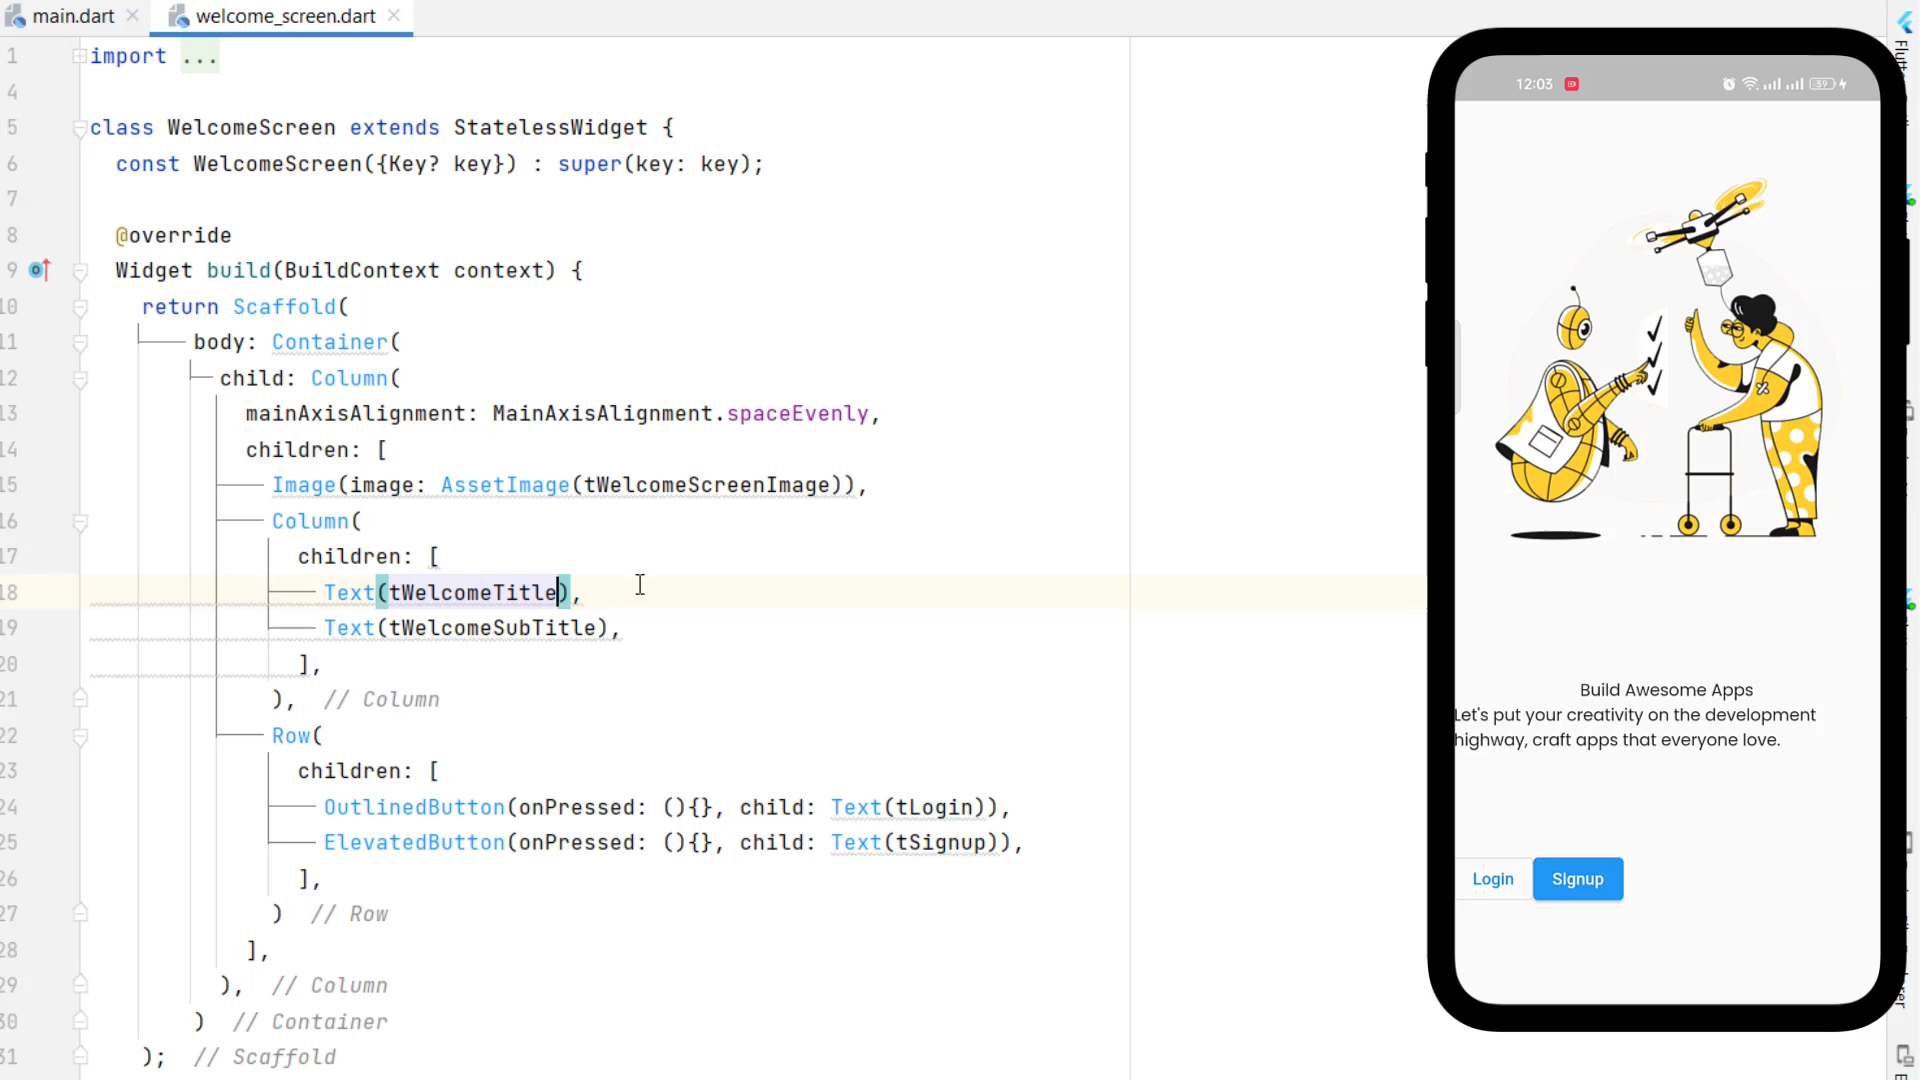 main.dart
welcome_screen.dart
1 import ...
4
5 class WelcomeScreen extends StatelessWidget {
6 const WelcomeScreen({Key? key}) : super(key: key);
7
8 @override
9 Widget build(BuildContext context) {
10 return Scaffold(
11 body: Container(
12 child: Column(
13 mainAxisAlignment: MainAxisAlignment.spaceEvenly,
14 children: [
15 Image(image: AssetImage(tWelcomeScreenImage)),
16 Column(
17 children: [
18 Text(tWelcomeTitle),
19 Text(tWelcomeSubTitle),
20 ],
21 ), // Column
22 Row(
23 children: [
24 OutlinedButton(onPressed: (){}, child: Text(tLogin)),
25 ElevatedButton(onPressed: (){}, child: Text(tSignup)),
26 ],
27 ) // Row
28 ],
29 ), // Column
30 ) // Container
31 ); // Scaffold
12:03
39
Build Awesome Apps
Let's put your creativity on the development
highway, craft apps that everyone love.
Login
Signup